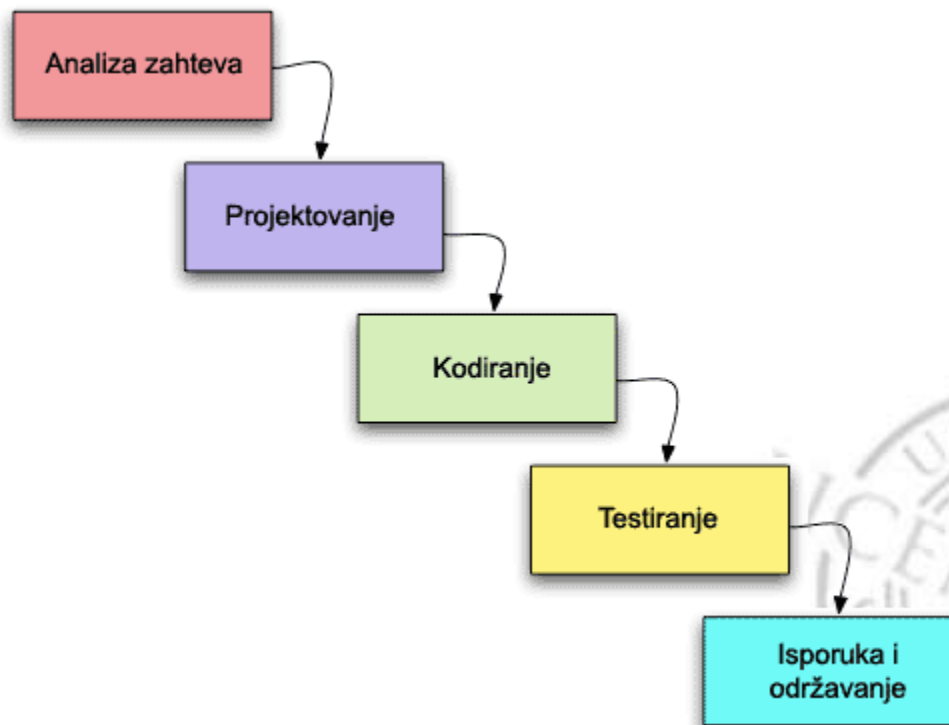 Analiza zahteva
Projektovanje
Kodiranje
Testiranje
Isporuka i
održavanje